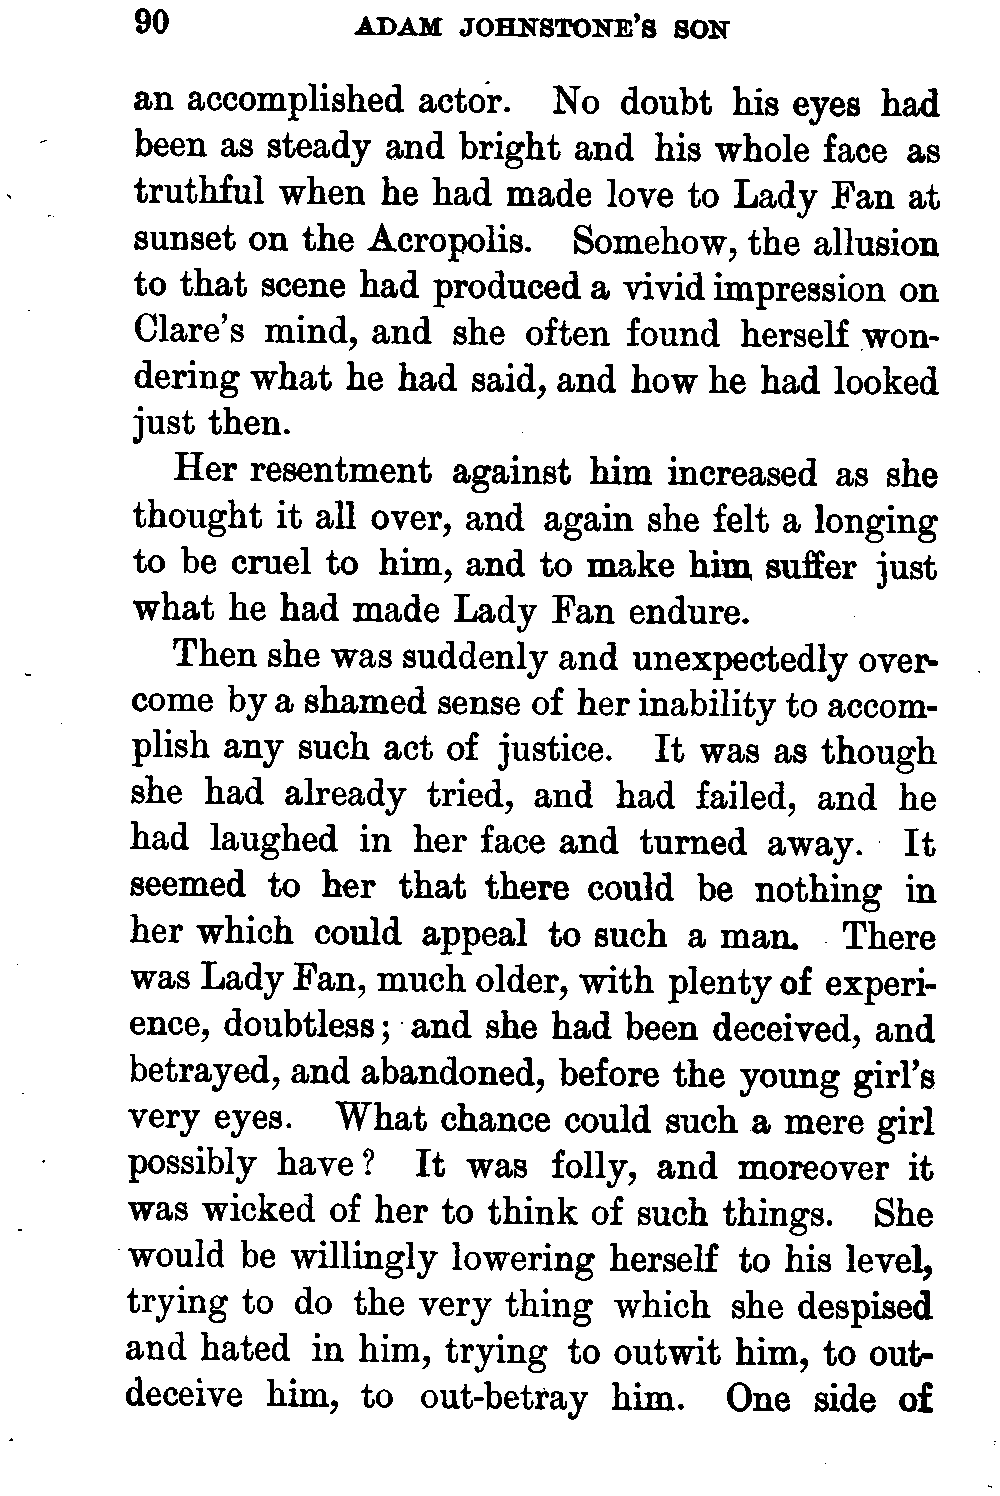 90 ADAM JOHNSTONE'S SON
an accomplished actor. No doubt his eyes had
been as steady and bright and his whole face as
truthful when he had made love to Lady Fan at
sunset on the Acropolis. Somehow, the allusion
to that scene had produced a vivid impression on
Clare's mind, and she often found herself won-
dering what he had said, and how he had looked
just then.
Her resentment against him increased as she
thought it all over, and again she felt a longing
to be cruel to him, and to make him suffer just
what he had made Lady Fan endure.
Then she was suddenly and unexpectedly over-
come by a shamed sense of her inability to accom-
plish any such act of justice. It was as though
she had already tried, and had failed, and he
had laughed in her face and turned away. It
seemed to her that there could be nothing in
her which could appeal to such a man. There
was Lady Fan, much older, with plenty of experi-
ence, doubtless; and she had been deceived, and
betrayed, and abandoned, before the young girl's
very eyes. What chance could such a mere girl
possibly have? It was folly, and moreover it
was wicked of her to think of such things. She
would be willingly lowering herself to his level,
trying to do the very thing which she despised
and hated in him, trying to outwit him, to out-
deceive him, to out-betray him. One side of